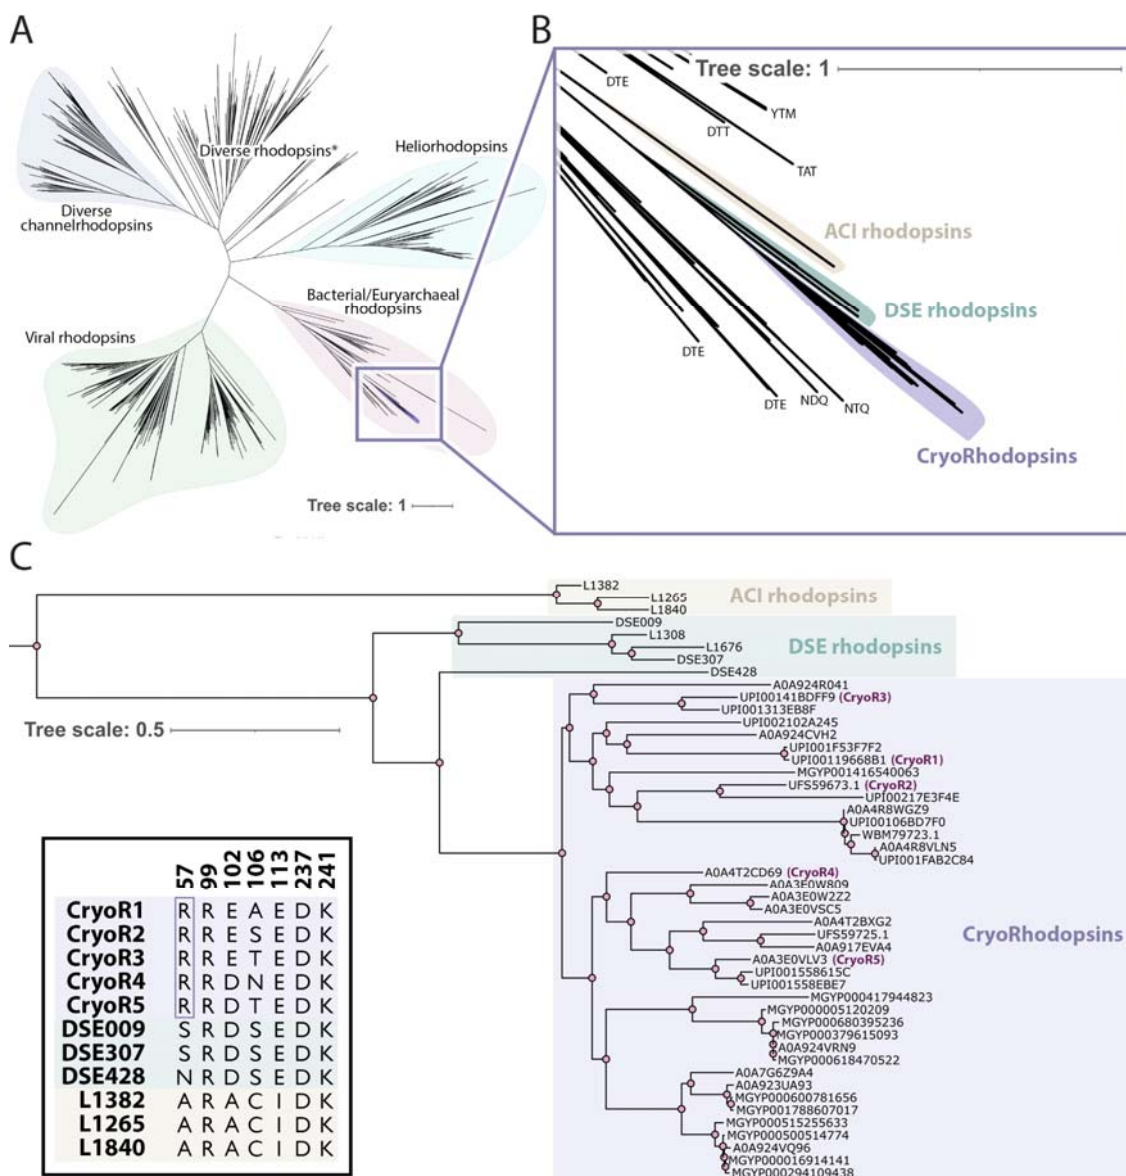 A
Diverse rhodopsins*
Heliorhodopsins
Diverse
channelrhodopsins
Bacterial/Euryarchaeal
rhodopsins
Viral rhodopsins
Tree scale: 1
B
Tree scale: 1
DTE
YTM
DTT
TAT
ACI rhodopsins
DSE rhodopsins
DTE
DTE
NDQ
NTQ
CryoRhodopsins
C
L1382
L1265
L1840
ACI rhodopsins
DSE009
L1308
L1676
DSE307
DSE rhodopsins
DSE428
Tree scale: 0.5
A0A924R041
UPI00141BDFF9 (CryoR3)
UPI001313EB8F
UPI002102A245
A0A924CVH2
UPI001F53F7F2
UPI00119668B1 (CryoR1)
MGYP001416540063
UFS59673.1 (CryoR2)
UPI00217E3F4E
A0A4R8WGZ9
UPI00106BD7F0
WBM79723.1
A0A4R8VLN5
UPI001FAB2C84
A0A4T2CD69 (CryoR4)
A0A3E0W809
A0A3E0W2Z2
A0A3E0VSC5
A0A4T2BXG2
UFS59725.1
A0A917EVA4
A0A3E0VLV3 (CryoR5)
UPI001558615C
UPI001558EBE7
MGYP000417944823
MGYP000005120209
MGYP000680395236
MGYP000379615093
A0A924VRN9
MGYP000618470522
A0A7G6Z9A4
A0A923UA93
MGYP000600781656
MGYP001788607017
MGYP000515255633
MGYP000500514774
A0A924VQ96
MGYP000016914141
MGYP000294109438
CryoRhodopsins
57 99 102 106 113 237 241
CryoR1 R R E A E D K
CryoR2 R R E S E D K
CryoR3 R R E T E D K
CryoR4 R R D N E D K
CryoR5 R R D T E D K
DSE009 S R D S E D K
DSE307 S R D S E D K
DSE428 N R D S E D K
L1382 A R A C I D K
L1265 A R A C I D K
L1840 A R A C I D K